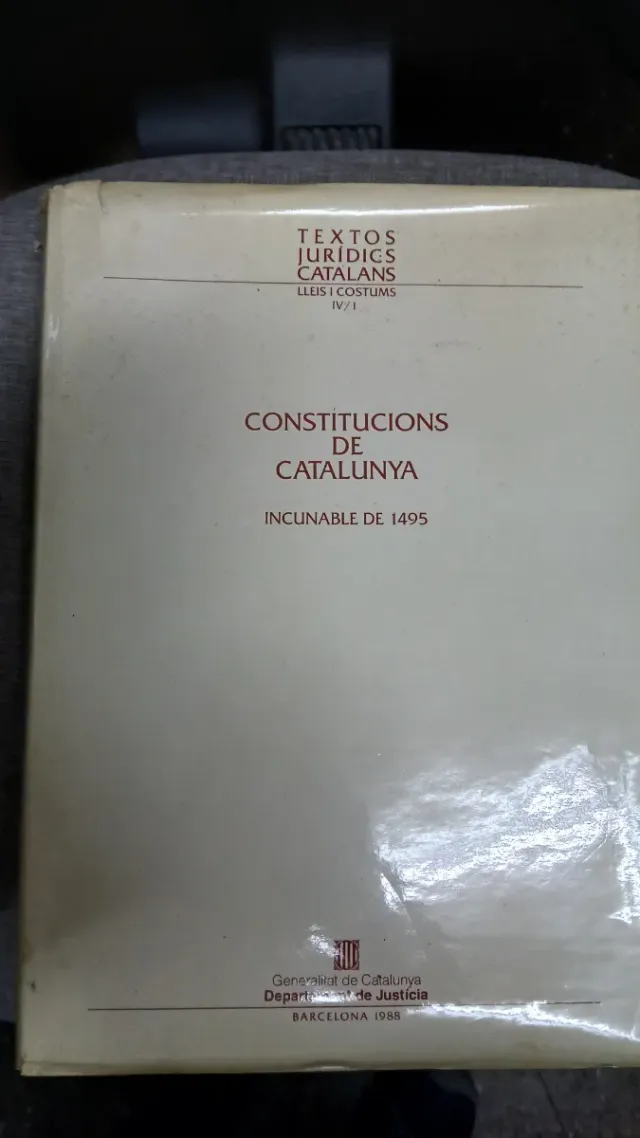 TEXTOS
JURÍDICS
CATALANS
LLEIS I COSTUMS
IV/I
CONSTITUCIONS
DE
CATALUNYA
INCUNABLE DE 1495
Generalitat de Catalunya
Departament de Justícia
BARCELONA 1988